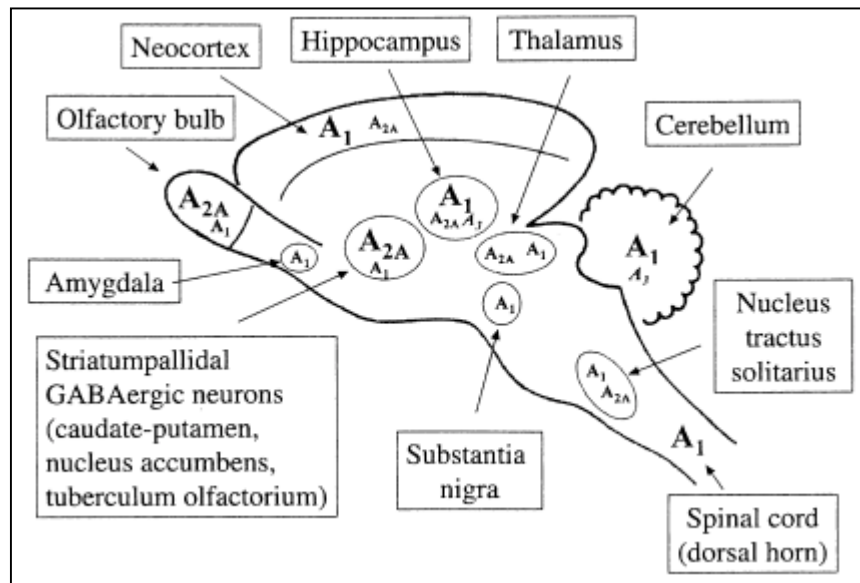 Neocortex
Hippocampus
Thalamus
Olfactory bulb
Cerebellum
A1 A2A
A2A
A1
A1
A2A A3
A2A
A1
A2A A1
A1
A3
A1
A1
Amygdala
Striatumpallidal
GABAergic neurons
(caudate-putamen,
nucleus accumbens,
tuberculum olfactorium)
Substantia
nigra
Nucleus
tractus
solitarius
A1
A2A
A1
Spinal cord
(dorsal horn)